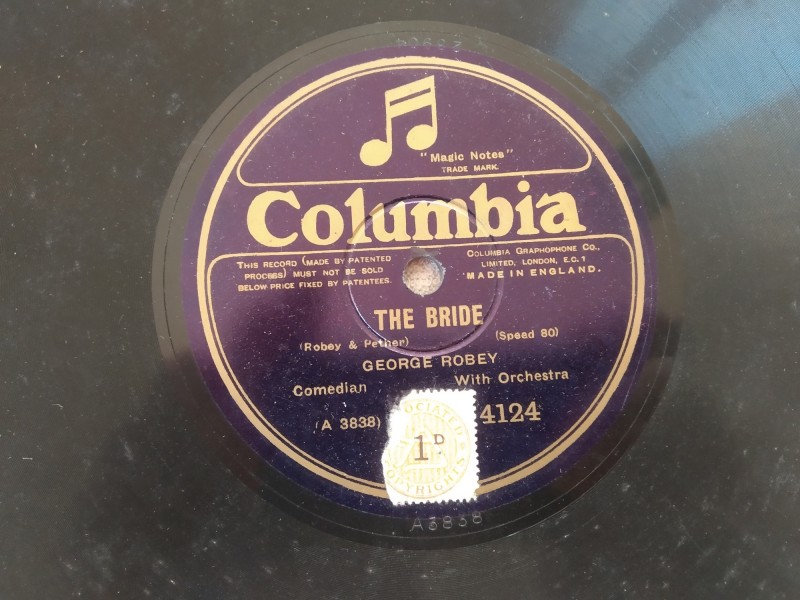 "Magic Notes"
TRADE MARK.
Columbia
THIS RECORD (MADE BY PATENTED
PROCESS) MUST NOT BE SOLD
BELOW PRICE FIXED BY PATENTEES.
COLUMBIA GRAPHOPHONE CO.,
LIMITED, LONDON, E.C.1
MADE IN ENGLAND.
THE BRIDE
(Robey & Pether)
(Speed 80)
GEORGE ROBEY
Comedian
With Orchestra
(A 3838)
4124
1D
COPYRIGHTS
A3838